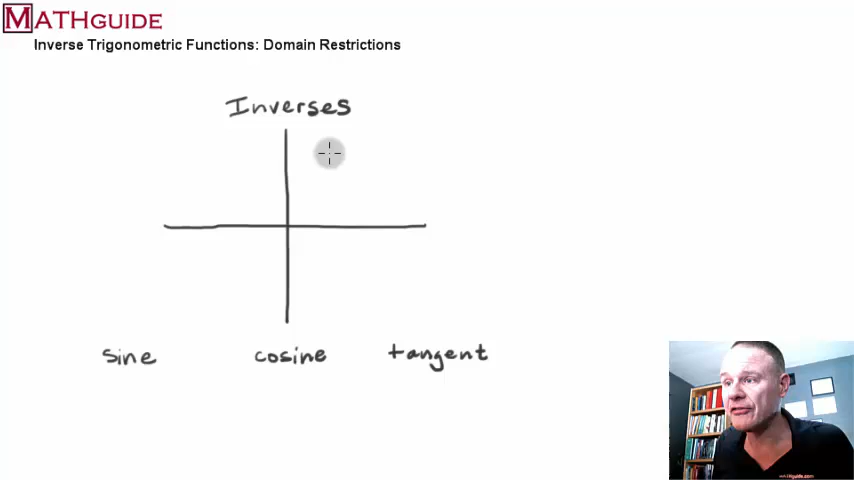 MATHGUIDE
Inverse Trigonometric Functions: Domain Restrictions
Inverses
sine cosine tangent